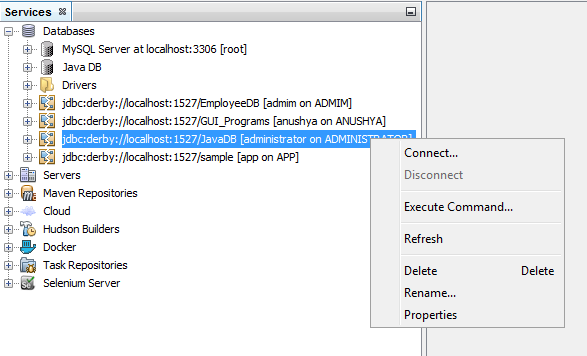 Services
Databases
MySQL Server at localhost:3306 [root]
Java DB
Drivers
jdbc:derby://localhost:1527/EmployeeDB [admim on ADMIM]
jdbc:derby://localhost:1527/GUI_Programs [anushya on ANUSHYA]
jdbc:derby://localhost:1527/JavaDB [administrator on ADMINISTRATOR]
jdbc:derby://localhost:1527/sample [app on APP]
Servers
Maven Repositories
Cloud
Hudson Builders
Docker
Task Repositories
Selenium Server
Connect...
Disconnect
Execute Command...
Refresh
Delete Delete
Rename...
Properties